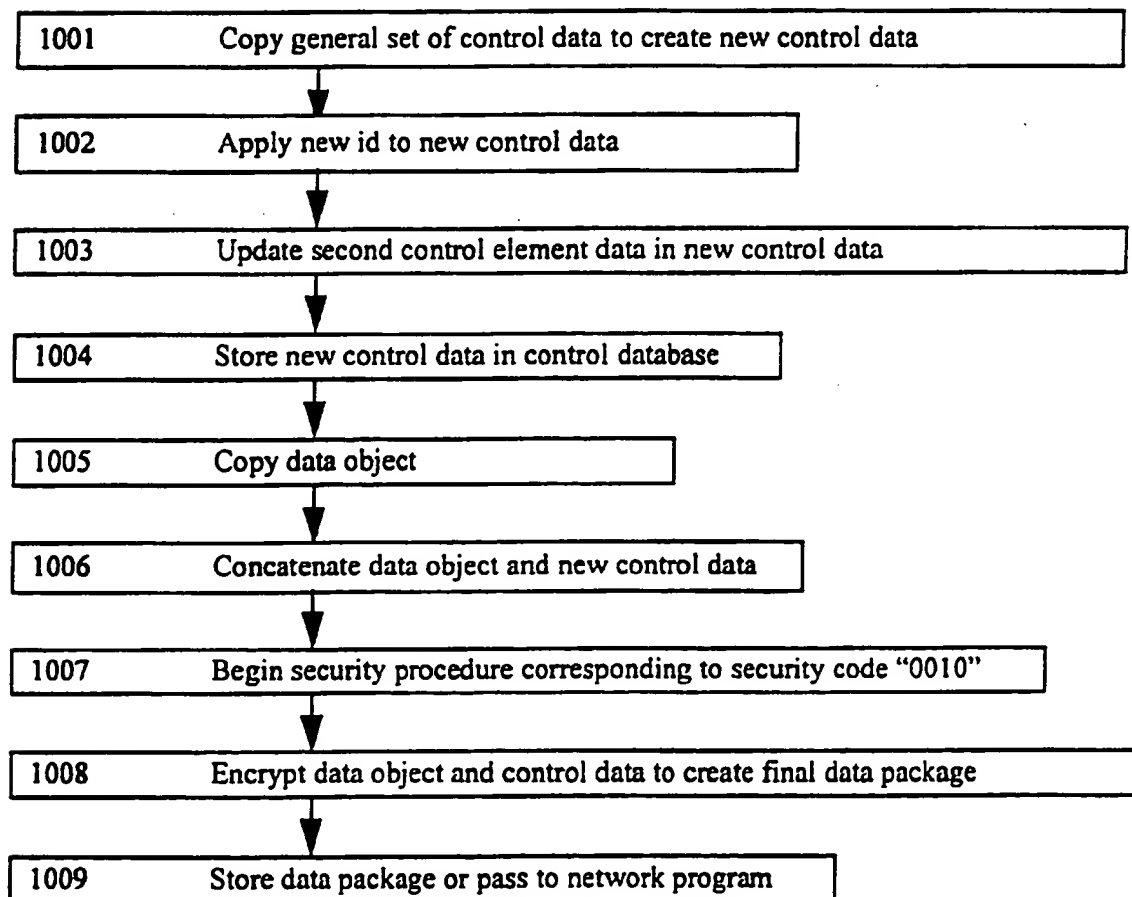 1001 Copy general set of control data to create new control data
1002 Apply new id to new control data
1003 Update second control element data in new control data
1004 Store new control data in control database
1005 Copy data object
1006 Concatenate data object and new control data
1007 Begin security procedure corresponding to security code “0010”
1008 Encrypt data object and control data to create final data package
1009 Store data package or pass to network program